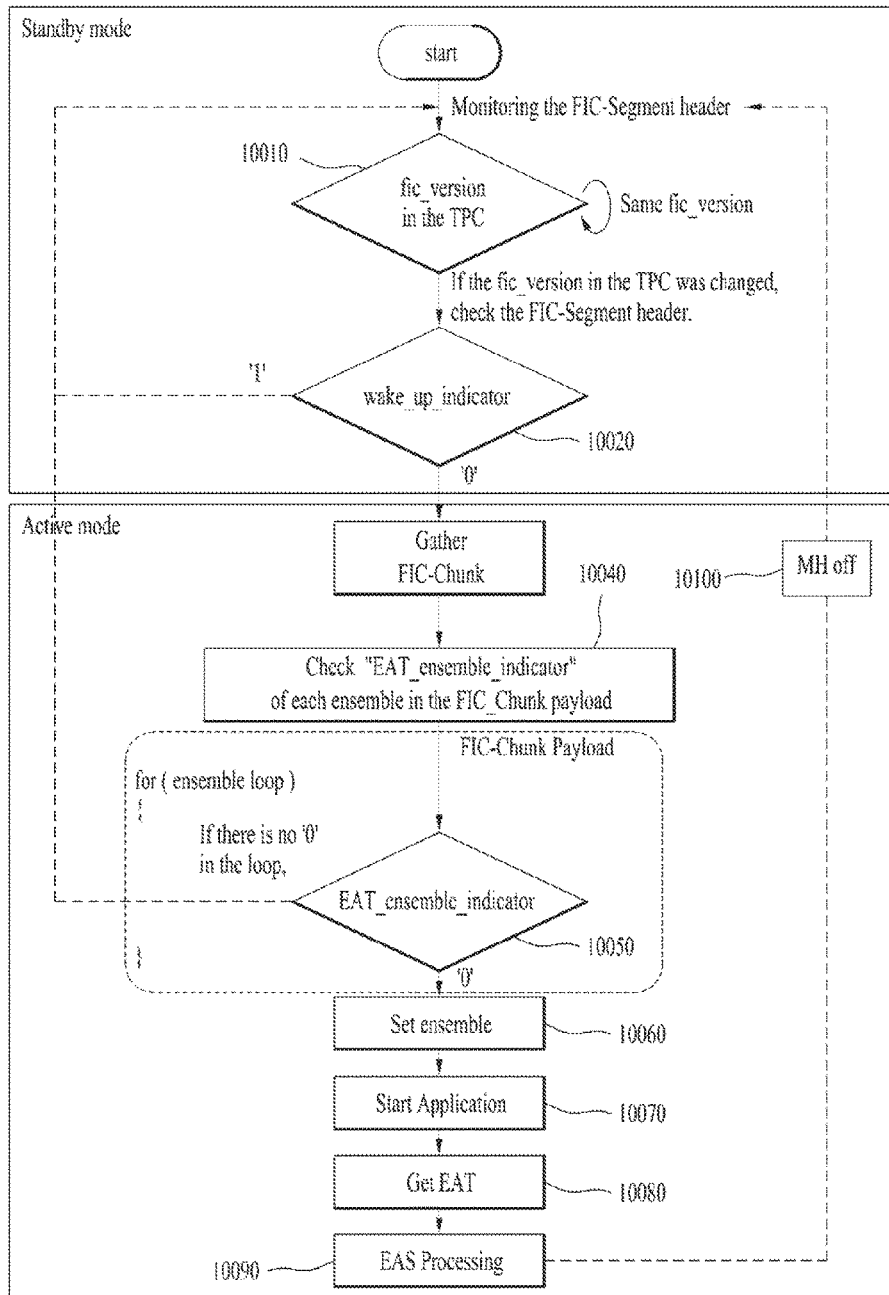 Standby mode
start
Monitoring the FIC-Segment header
10010
fic_version
in the TPC
Same fic_version
If the fic_version in the TPC was changed,
check the FIC-Segment header.
'1'
wake_up_indicator
10020
'0'
Active mode
Gather
FIC-Chunk
10040
10100
MH off
Check "EAT_ensemble_indicator"
of each ensemble in the FIC_Chunk payload
FIC-Chunk Payload
for ( ensemble loop )
{
If there is no '0'
in the loop,
EAT_ensemble_indicator
10050
}
'0'
Set ensemble
10060
Start Application
10070
Get EAT
10080
EAS Processing
10090